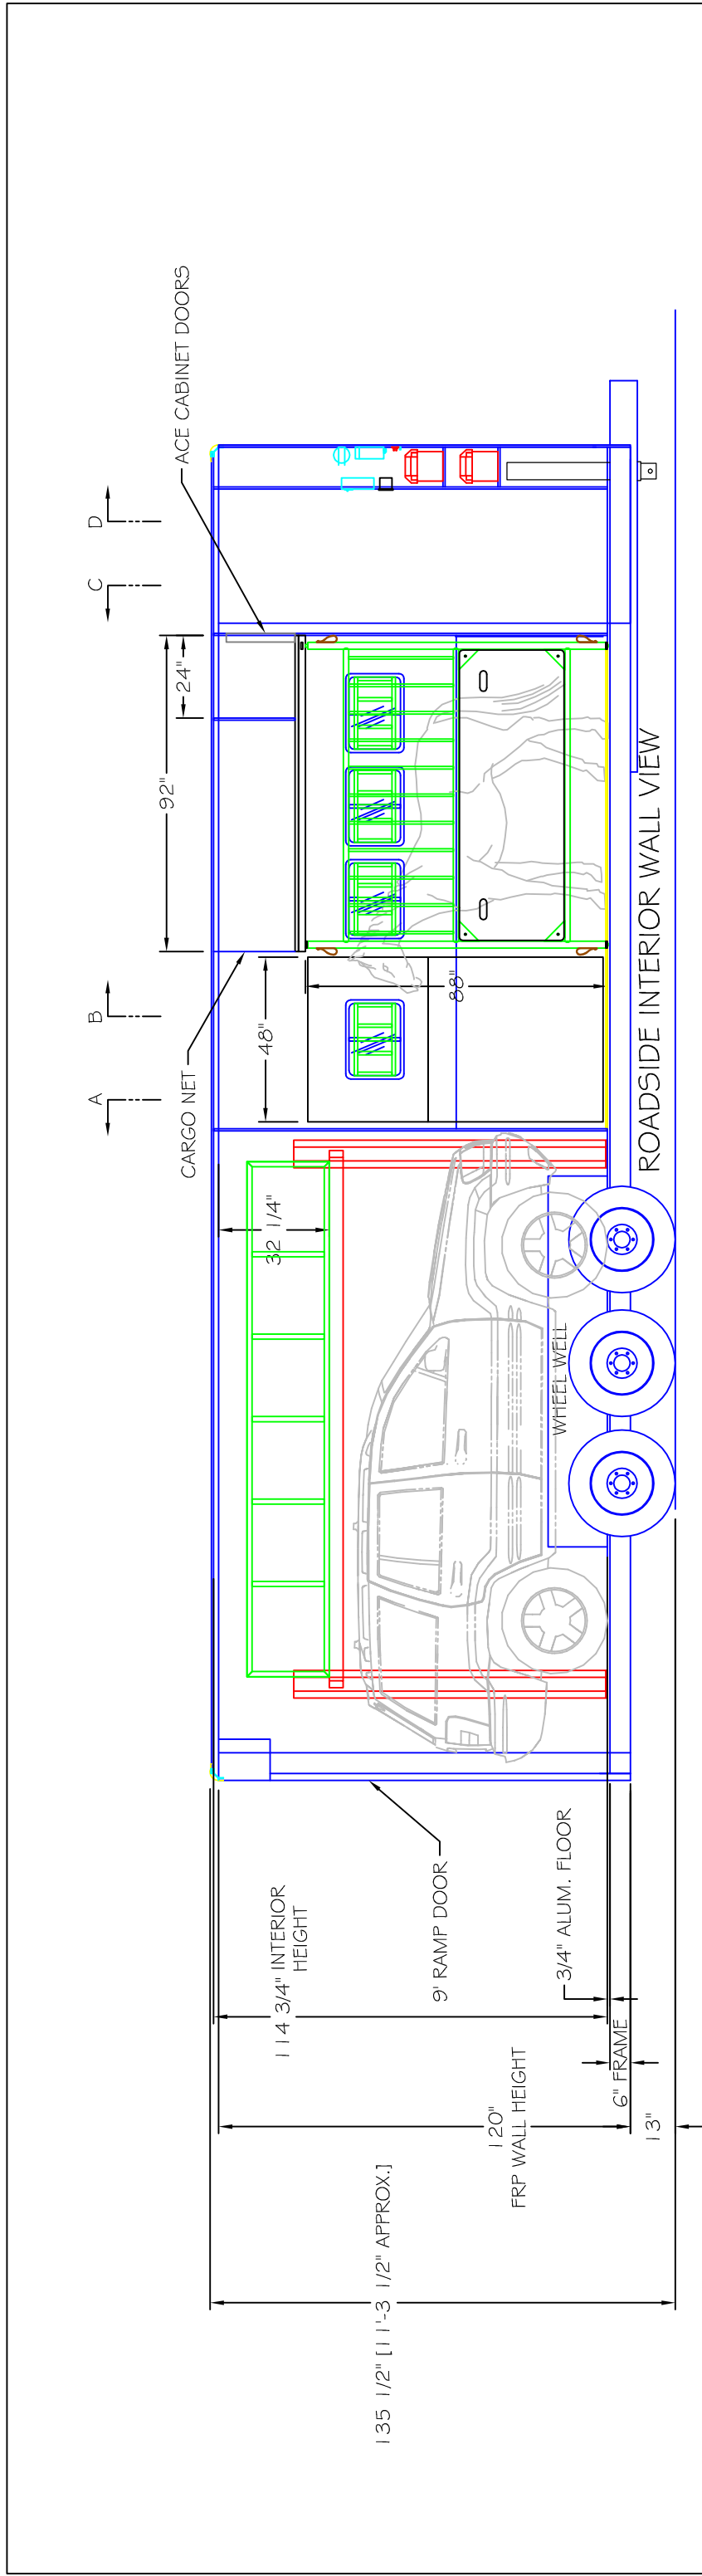 135 1/2" [11'-3 1/2" APPROX.]
120"
FRP WALL HEIGHT
114 3/4" INTERIOR
HEIGHT
9' RAMP DOOR
3/4" ALUM. FLOOR
6" FRAME
13"
32 1/4"
WHEEL WELL
A
B
CARGO NET
48"
88"
92"
24"
C
D
ACE CABINET DOORS
ROADSIDE INTERIOR WALL VIEW